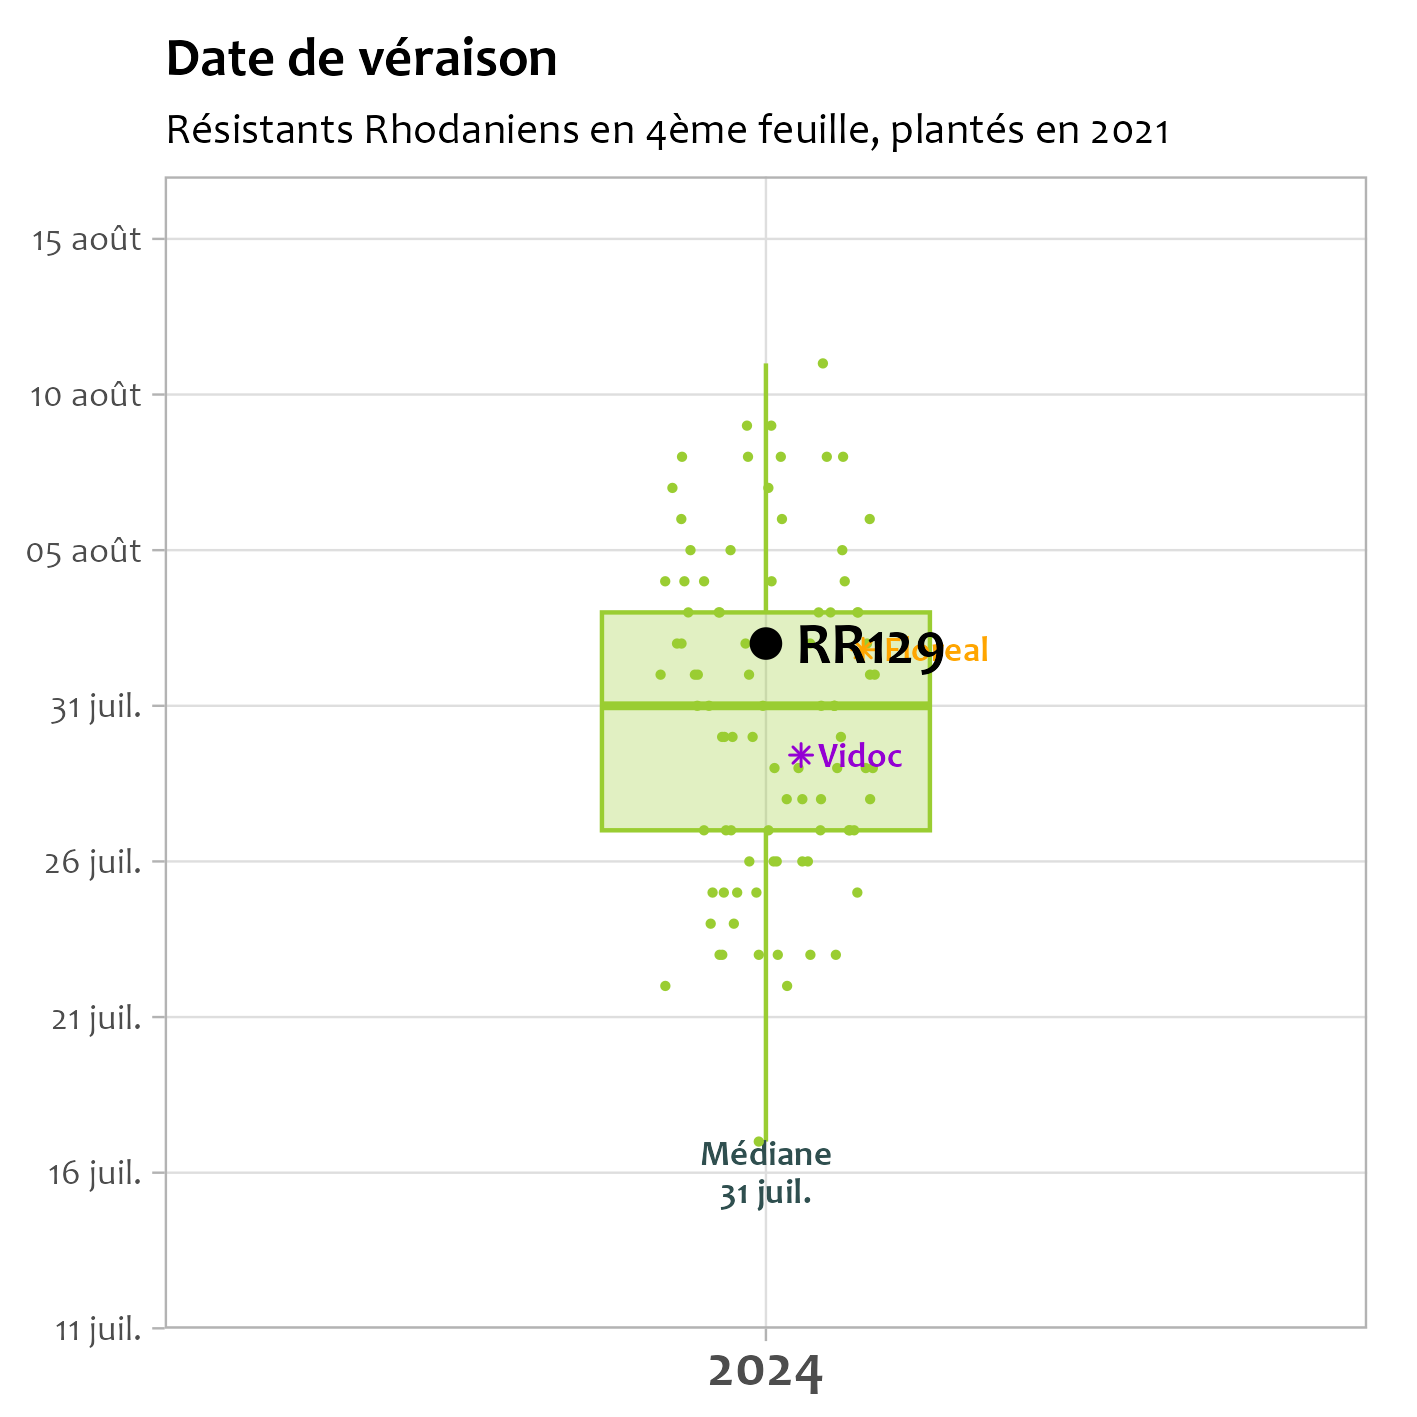 Date de véraison
Résistants Rhodaniens en 4ème feuille, plantés en 2021
15 août
10 août
05 août
RR129
Floreal
31 juil.
Vidoc
26 juil.
21 juil.
Médiane
16 juil.
31 juil.
11 juil.
2024